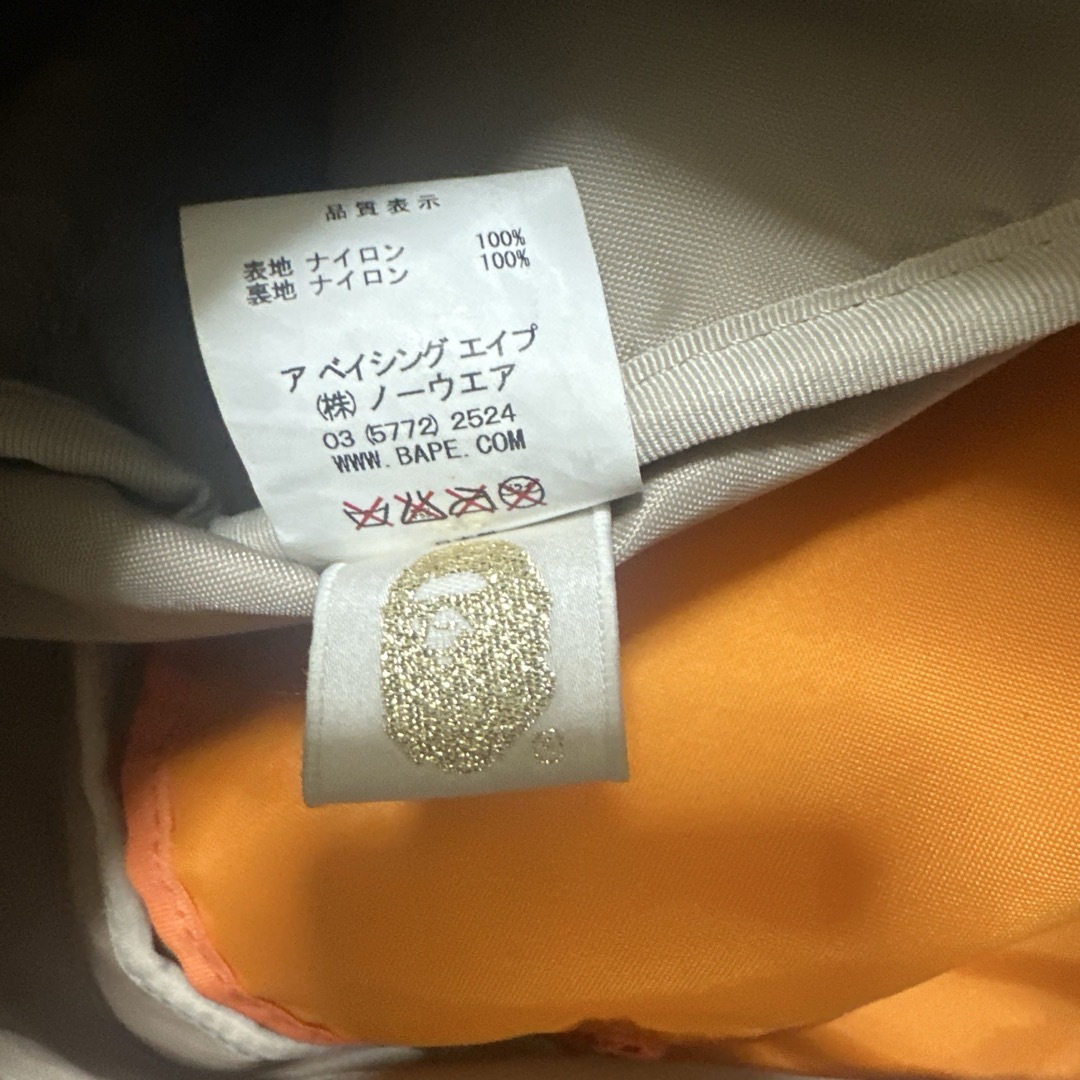 品質表示
表地 ナイロン 100%
裏地 ナイロン 100%
ア ベイシング エイプ
(株) ノーウエア
03 (5772) 2524
WWW. BAPE. COM